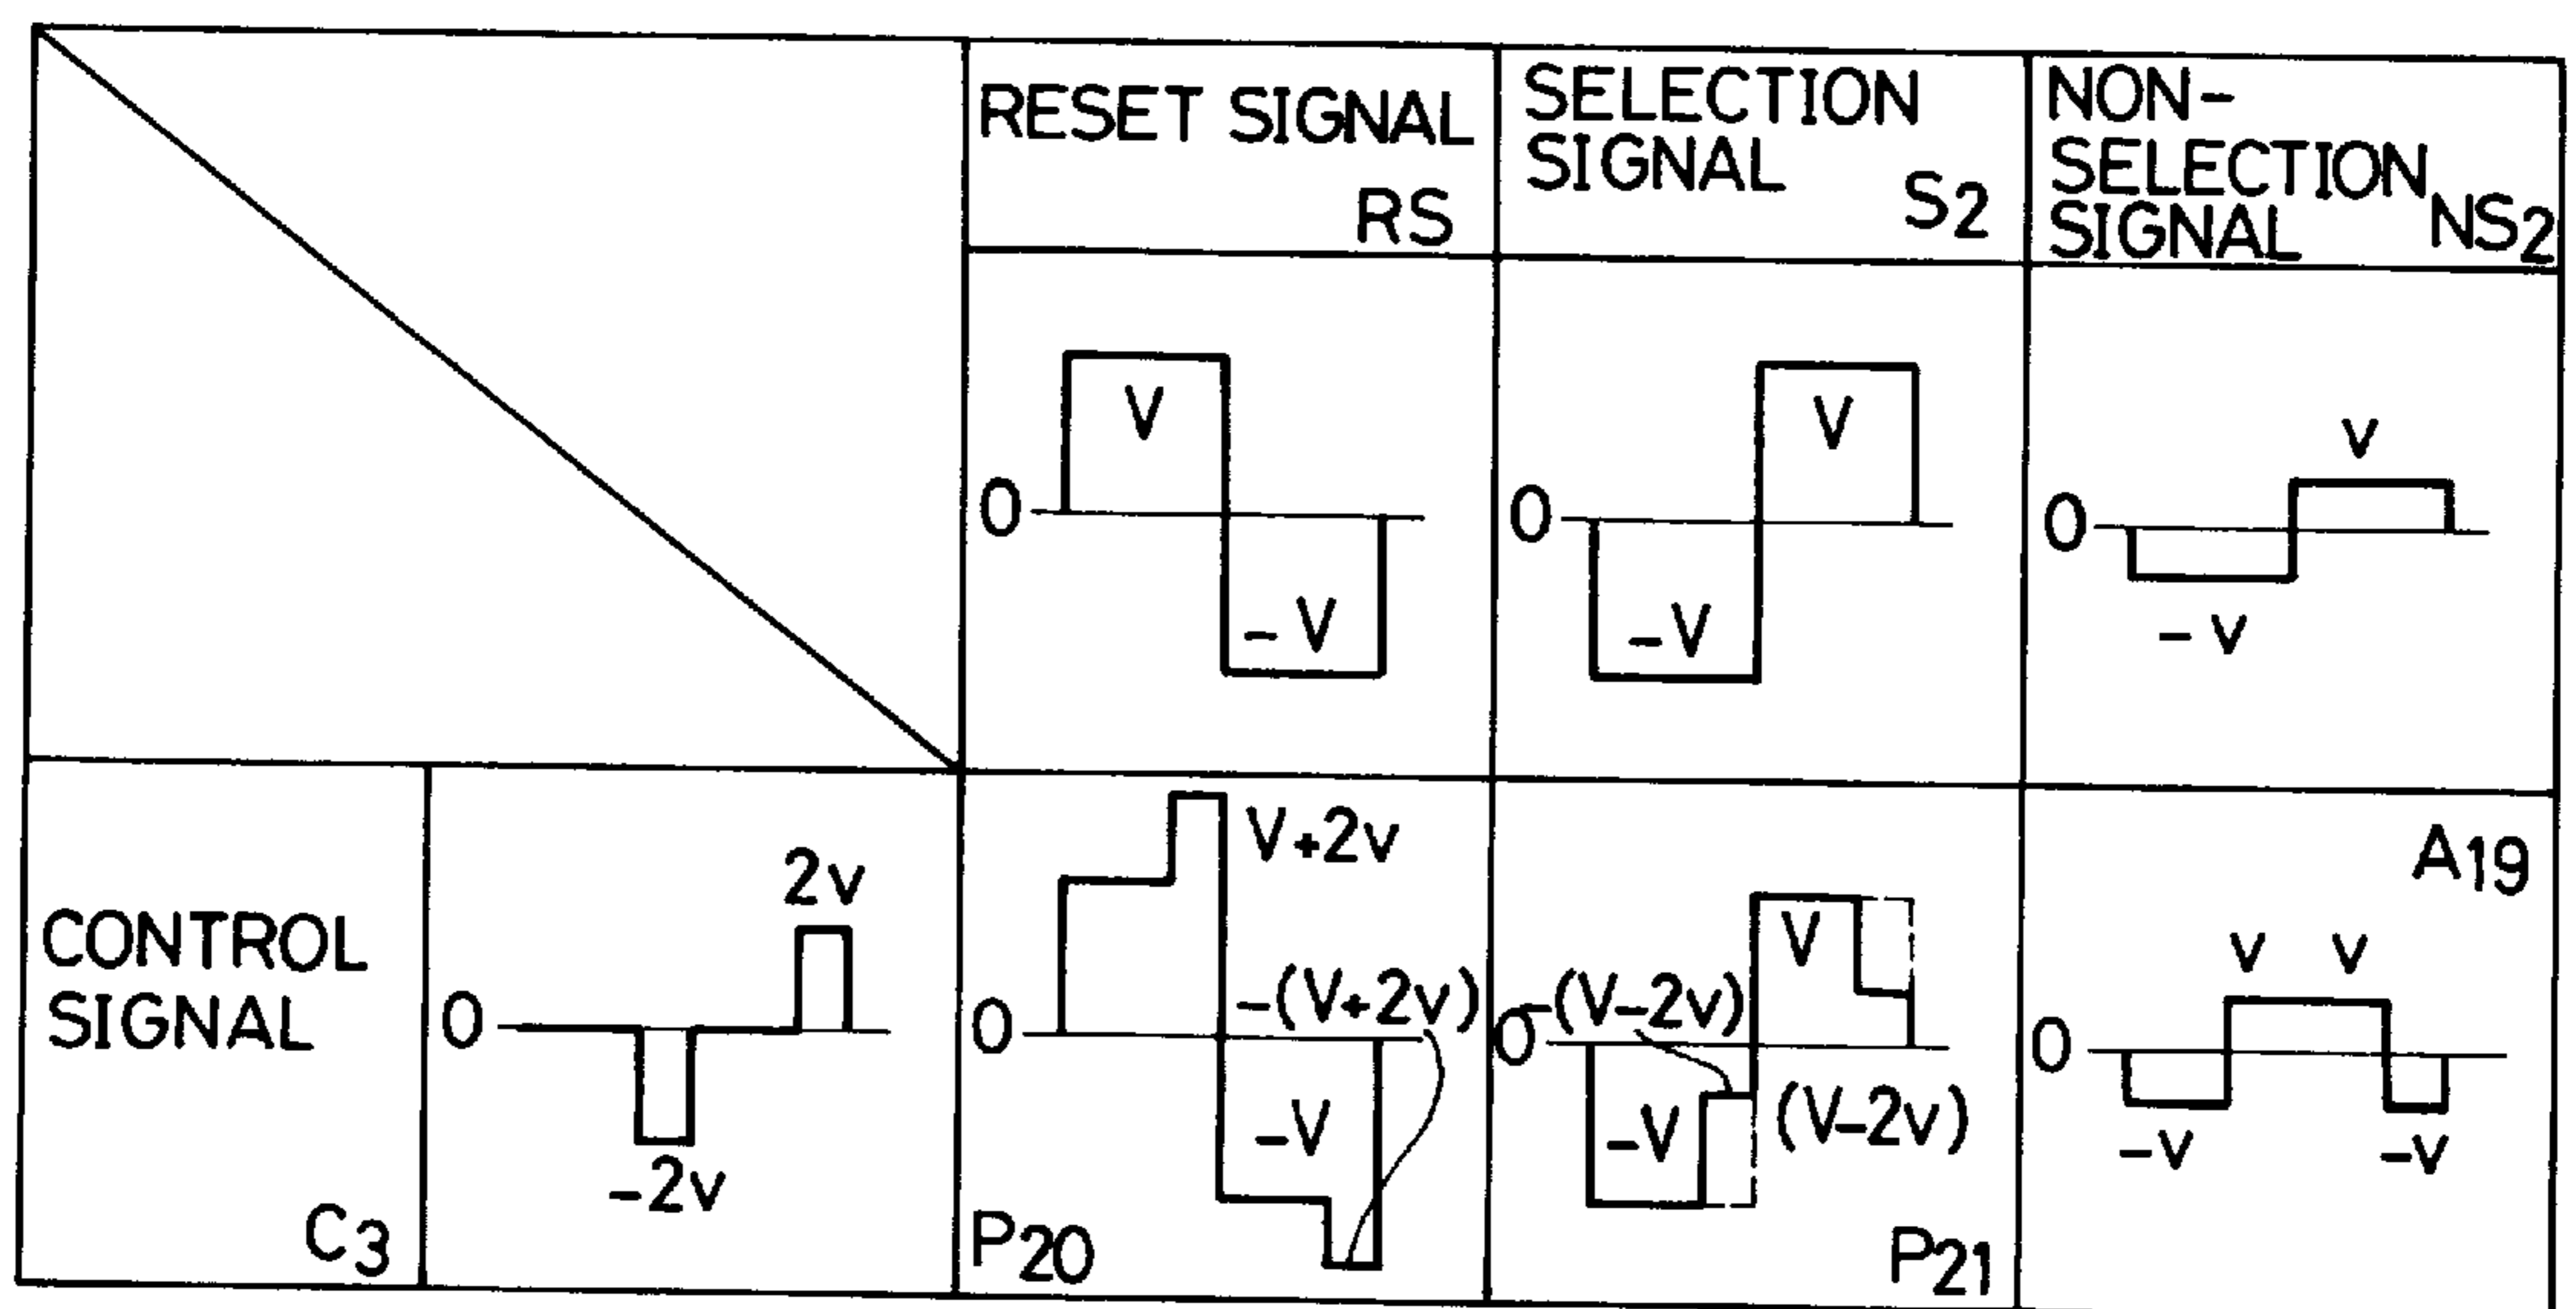 RESET SIGNAL
RS
SELECTION
SIGNAL
S2
NON-
SELECTION
SIGNAL
NS2
0
V
-V
0
-V
V
0
v
-v
CONTROL
SIGNAL
C3
0
2v
-2v
V+2v
0
-(V+2v)
-V
P20
0
-(V-2v)
V
-V
(V-2v)
P21
A19
0
v
v
-v
-v